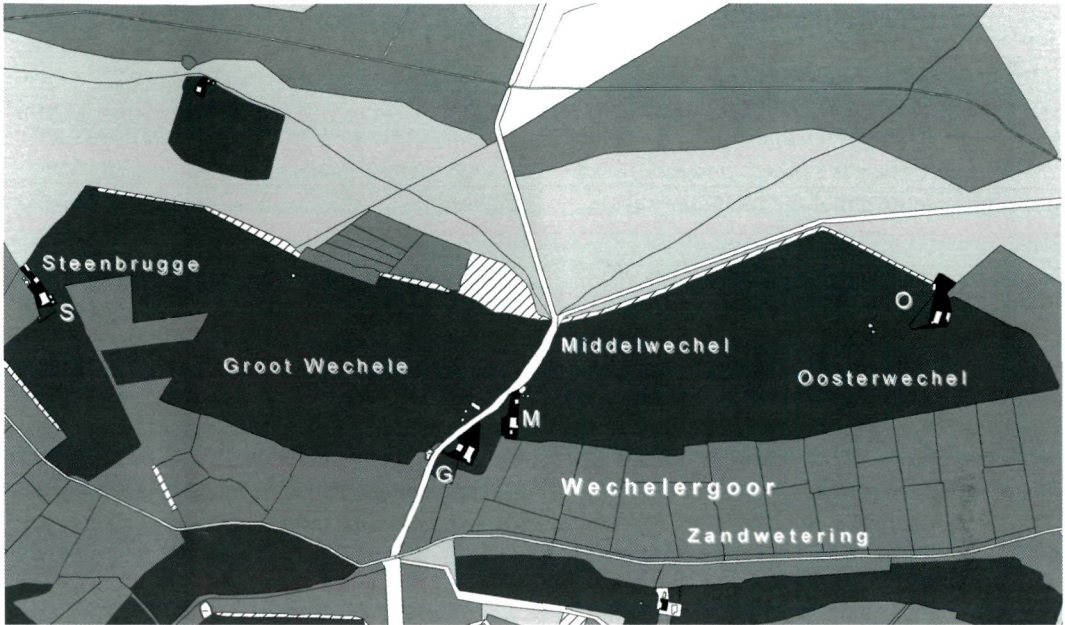 Steenbrugge
S
O
Middelwechel
Groot Wechele
Oosterwechel
M
G
Wechelergoor
Zandwetering